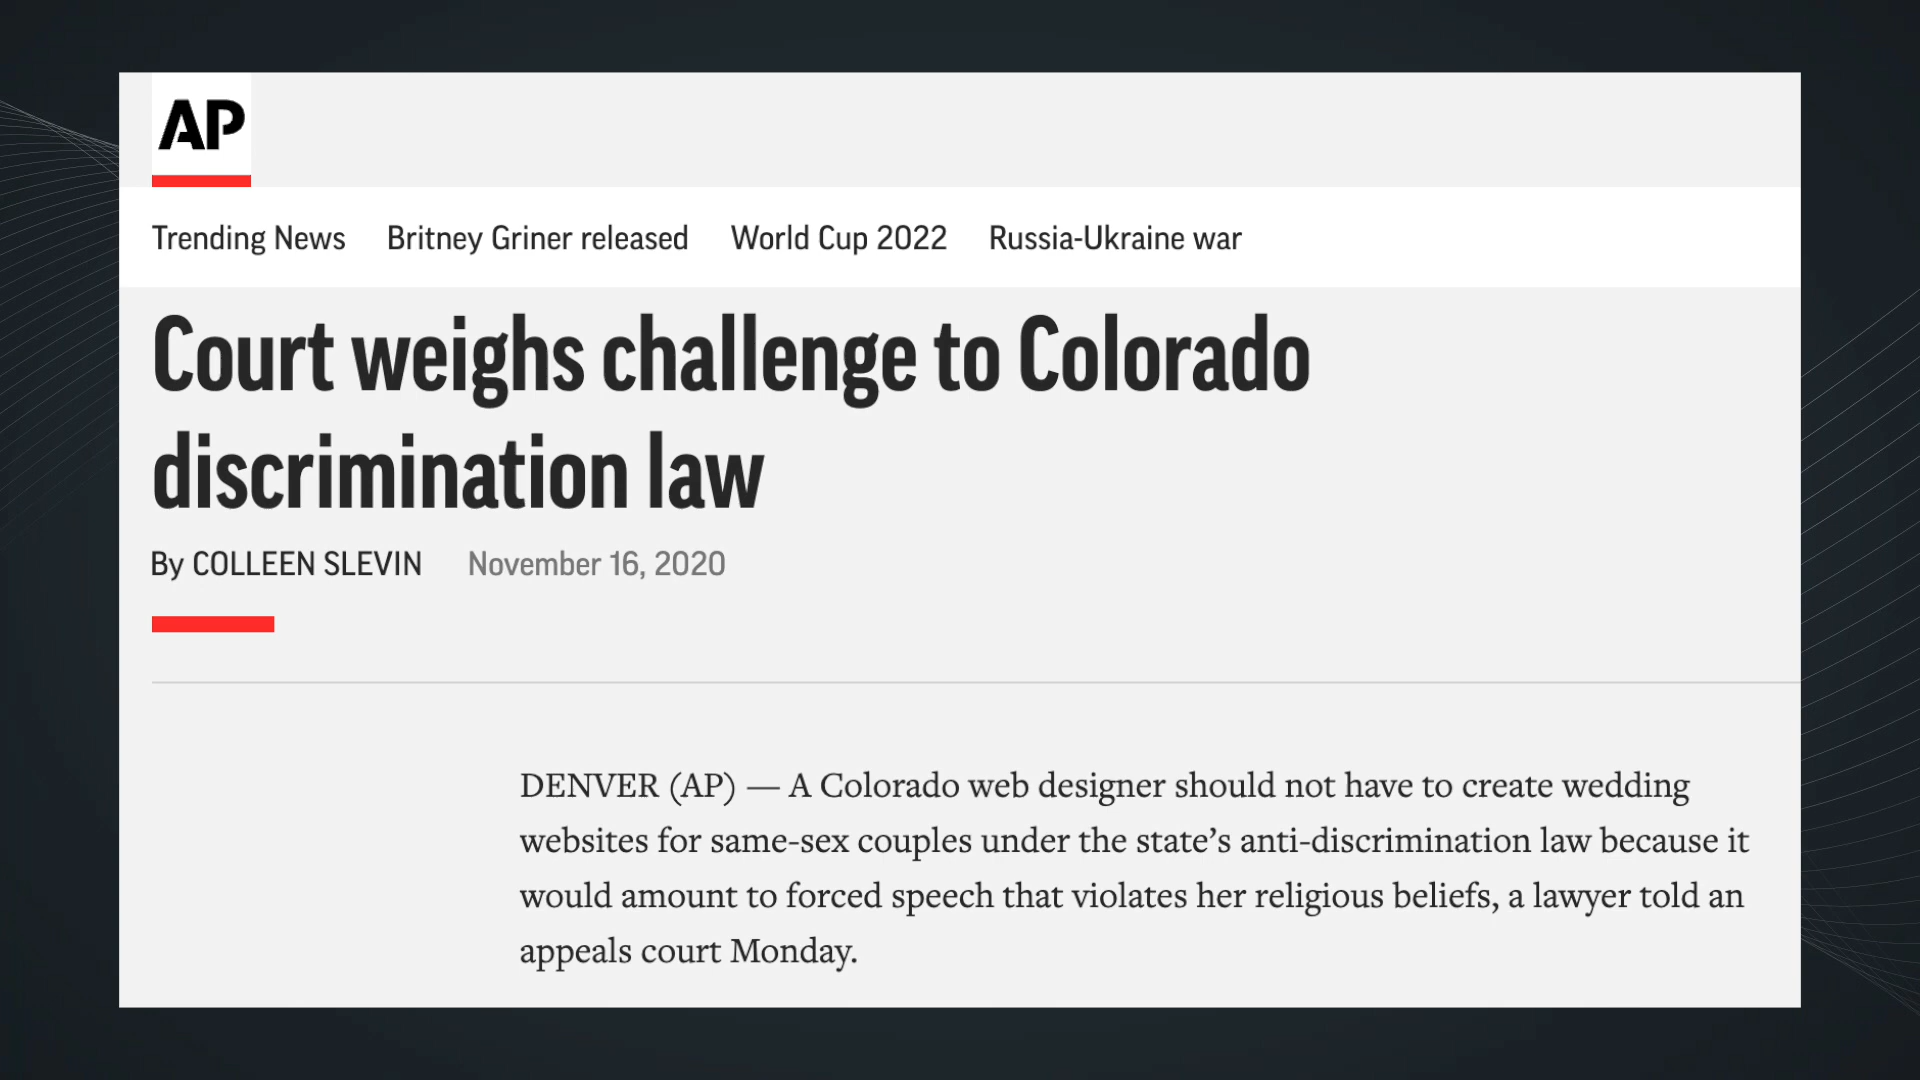 AP
Trending News Britney Griner released World Cup 2022 Russia-Ukraine war
Court weighs challenge to Colorado
discrimination law
By COLLEEN SLEVIN November 16, 2020
DENVER (AP) — A Colorado web designer should not have to create wedding
websites for same-sex couples under the state’s anti-discrimination law because it
would amount to forced speech that violates her religious beliefs, a lawyer told an
appeals court Monday.